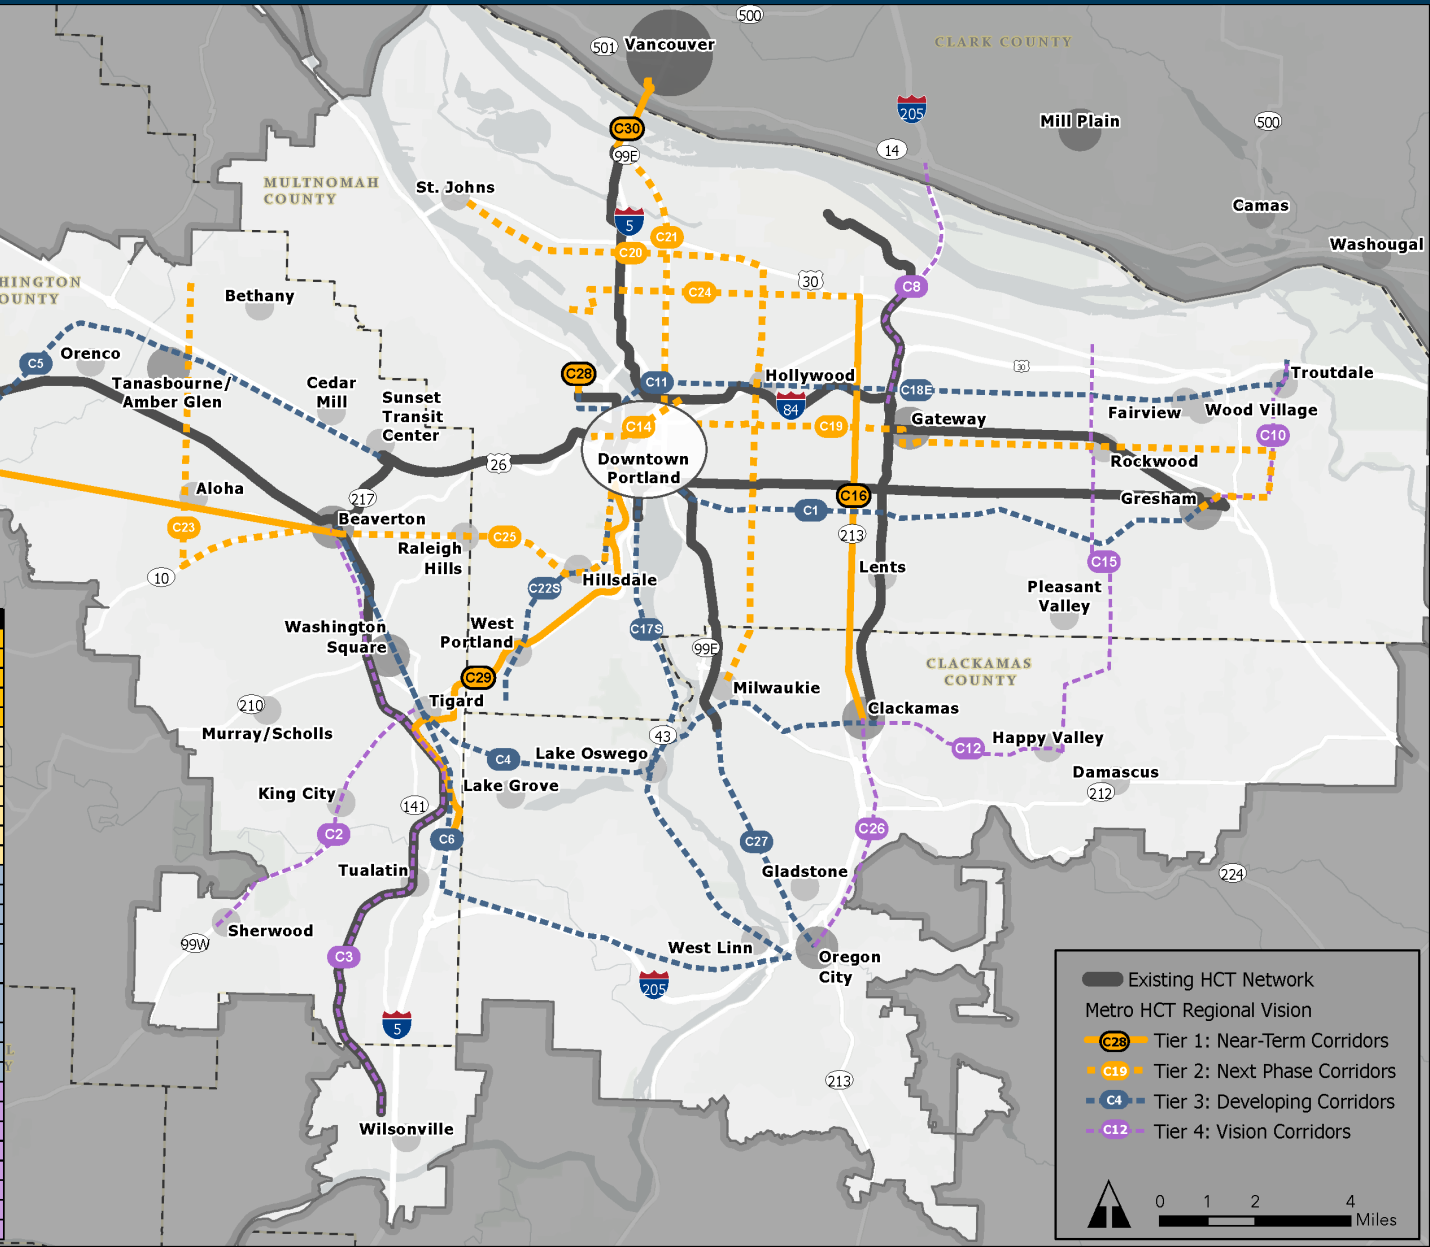 500
501
Vancouver
CLARK COUNTY
205
Mill Plain
500
C30
99E
14
MULTNOMAH
COUNTY
St. Johns
Camas
5
C21
C20
Washougal
HINGTON
OUNTY
Bethany
C24
30
C8
C5
Orenco
Tanasbourne/
Amber Glen
Cedar
Mill
Sunset
Transit
Center
C28
C11
Hollywood
84
C18E
30
Troutdale
Fairview
Wood Village
C14
C19
Gateway
C10
Downtown
Portland
26
Rockwood
217
Aloha
C16
Gresham
C1
Beaverton
C23
C25
213
Raleigh
Hills
10
Hillsdale
C22S
Lents
C15
Pleasant
Valley
Washington
Square
West
Portland
C17S
99E
CLACKAMAS
COUNTY
C29
Milwaukie
Tigard
210
Murray/Scholls
43
Clackamas
C12
Happy Valley
C4
Lake Oswego
Lake Grove
Damascus
212
King City
141
C2
C6
C27
C26
Tualatin
Gladstone
224
Sherwood
99W
C3
West Linn
Oregon
City
205
5
213
Wilsonville
L
Y
Existing HCT Network
Metro HCT Regional Vision
C28 Tier 1: Near-Term Corridors
C19 Tier 2: Next Phase Corridors
C4 Tier 3: Developing Corridors
C12 Tier 4: Vision Corridors
0 1 2 4
Miles